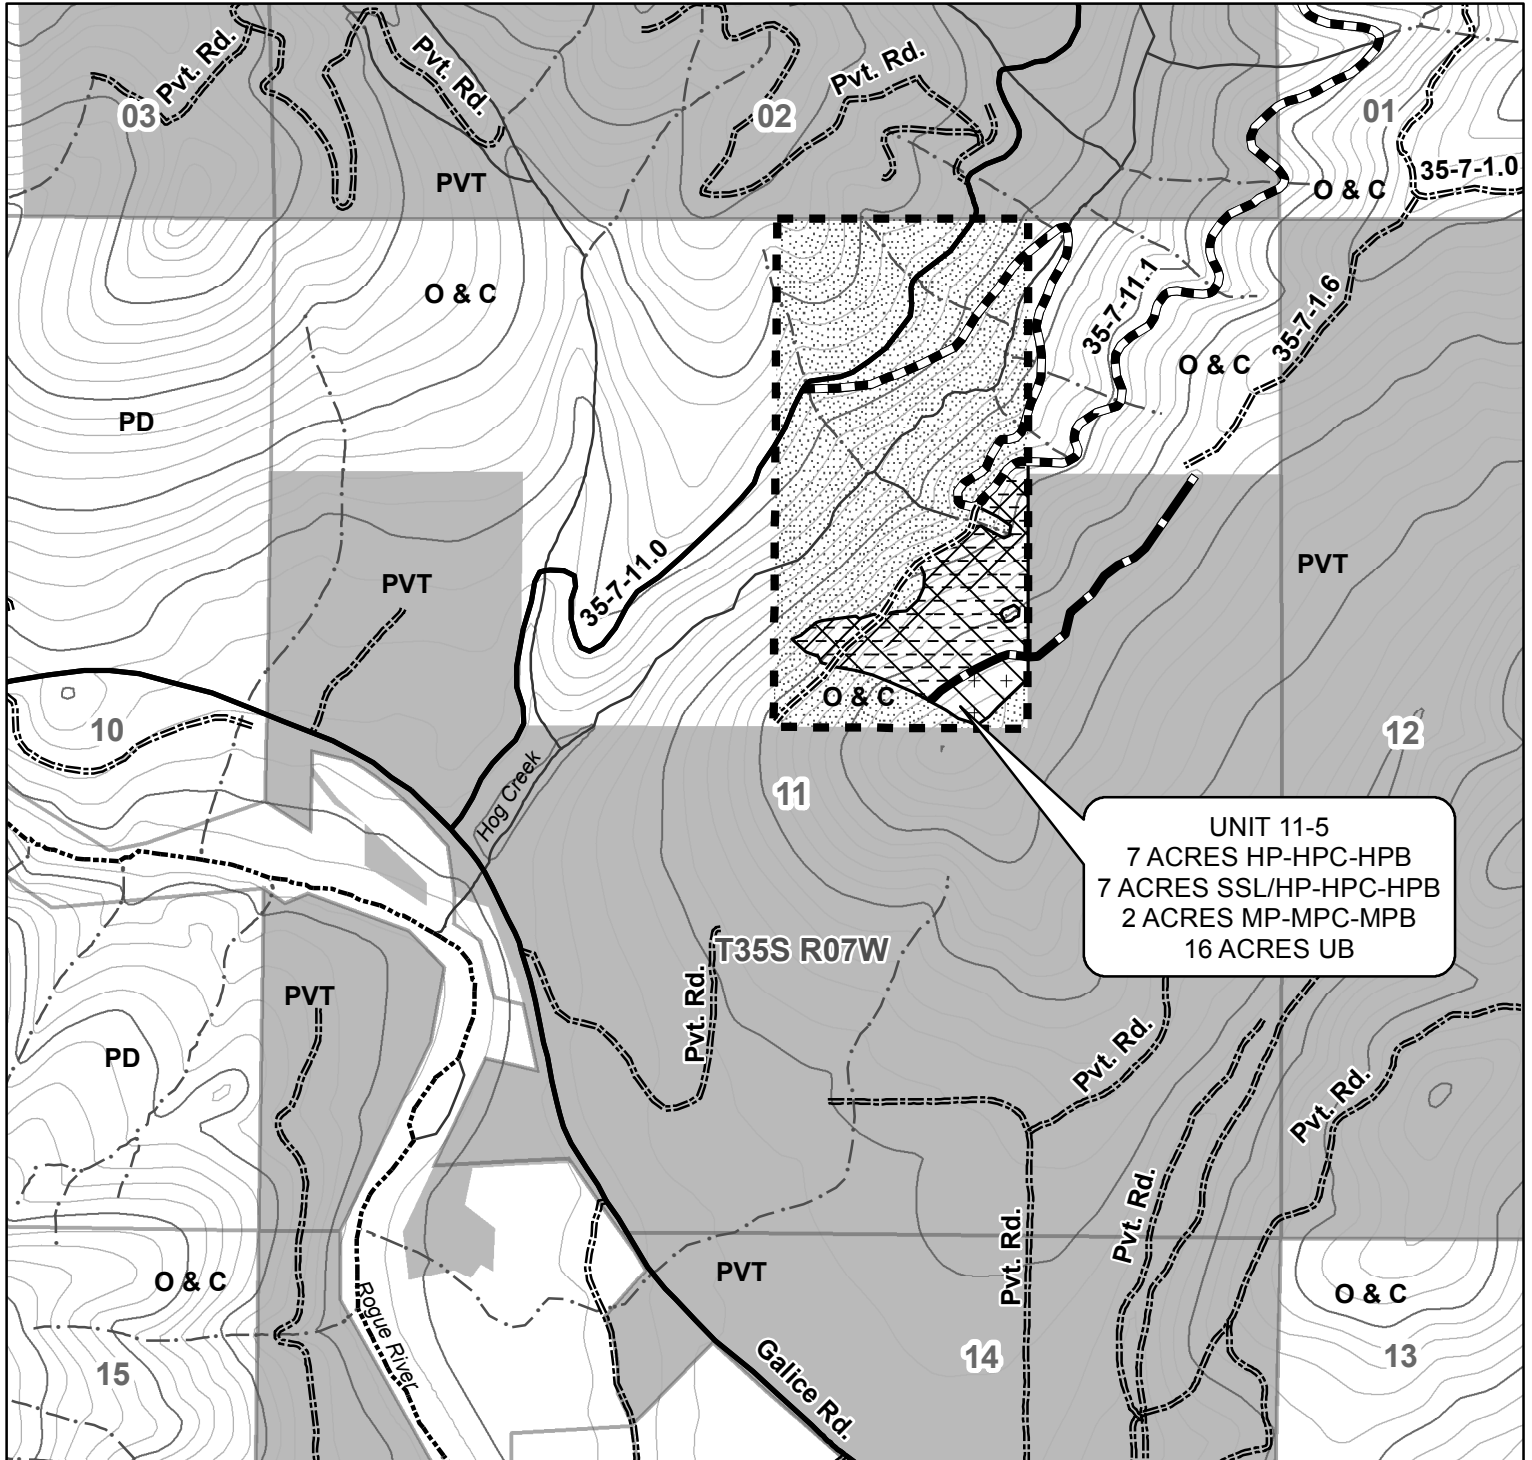 Pvt. Rd.
Pvt. Rd.
Pvt. Rd.
03
02
01
PVT
O & C
35-7-1.0
O & C
35-7-11.1
35-7-1.6
O & C
PD
35-7-11.0
PVT
PVT
O & C
10
12
Hog Creek
11
UNIT 11-5
7 ACRES HP-HPC-HPB
7 ACRES SSL/HP-HPC-HPB
2 ACRES MP-MPC-MPB
16 ACRES UB
T35S R07W
PVT
Pvt. Rd.
PD
Pvt. Rd.
Pvt. Rd.
Pvt. Rd.
Pvt. Rd.
O & C
PVT
O & C
Rogue River
15
Galice Rd.
14
13